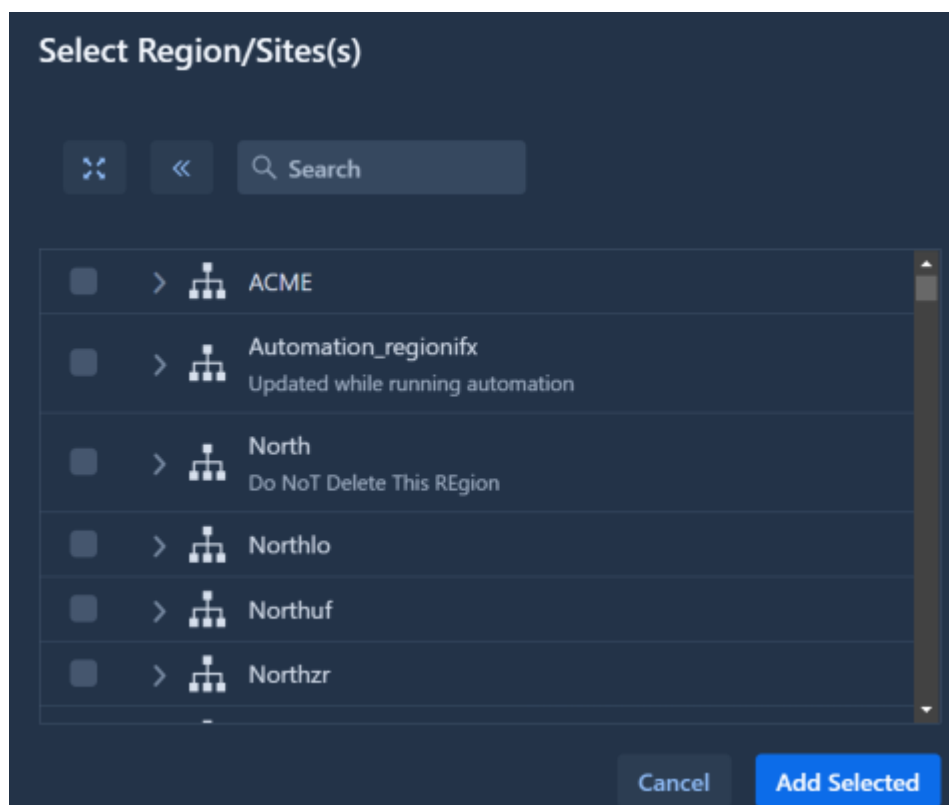 Select Region/Sites(s)
Search
ACME
Automation_regionifx
Updated while running automation
North
Do NoT Delete This REgion
Northlo
Northuf
Northzr
Cancel
Add Selected